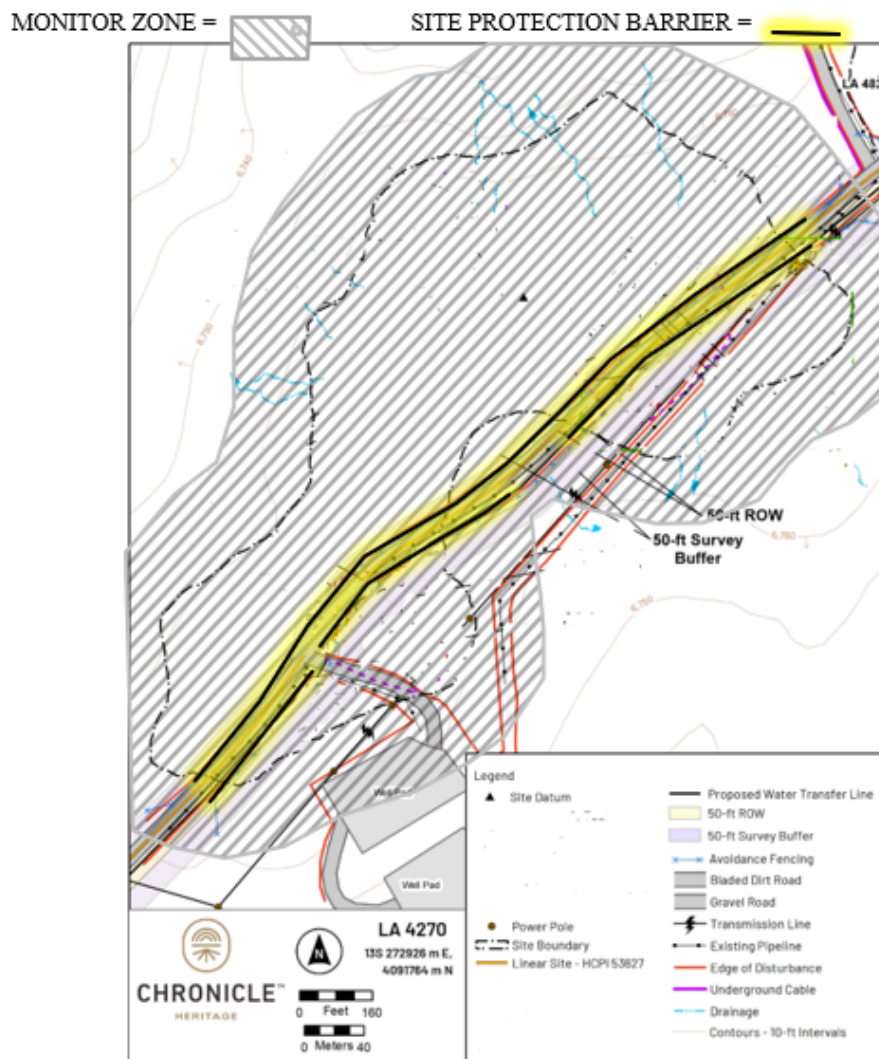 MONITOR ZONE =
SITE PROTECTION BARRIER =
6,740
6,750
50-ft ROW
50-ft Survey
Buffer
6,760
6,750
Well Pad
Well Pad
Legend
Site Datum
Power Pole
Site Boundary
Linear Site - HCPI 53627
Proposed Water Transfer Line
50-ft ROW
50-ft Survey Buffer
Avoidance Fencing
Bladed Dirt Road
Gravel Road
Transmission Line
Existing Pipeline
Edge of Disturbance
Underground Cable
Drainage
Contours - 10-ft Intervals
LA 4270
13S 272926 m E,
4091764 m N
N
CHRONICLE™
HERITAGE
0 Feet 160
0 Meters 40